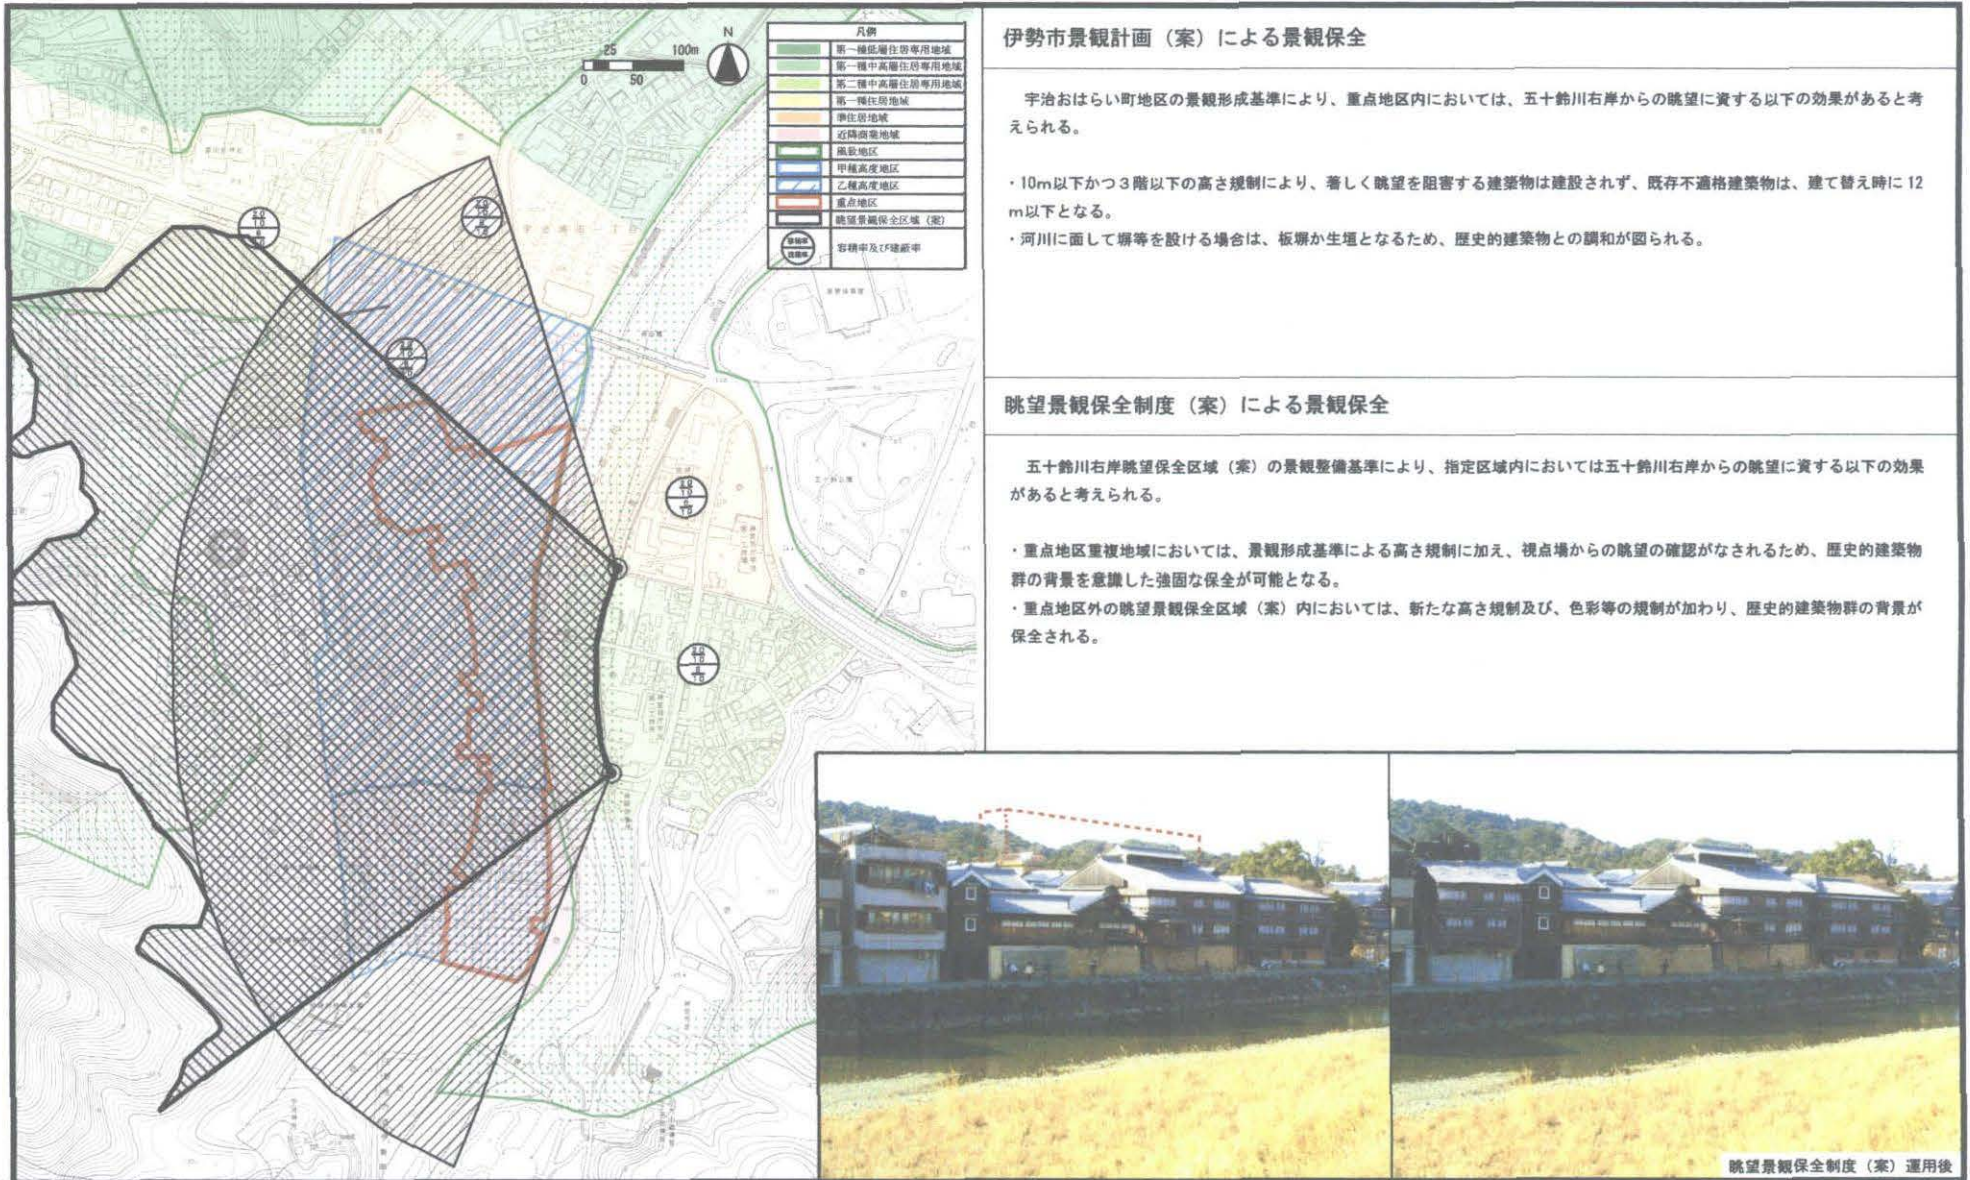 25
100m
0
50
N
凡例
第一種低層住居専用地域
第一種中高層住居専用地域
第二種中高層住居専用地域
第一種住居地域
準住居地域
近隣商業地域
風致地区
甲種高度地区
乙種高度地区
重点地区
眺望景観保全区域（案）
容積率
建蔽率
容積率及び建蔽率
伊勢市景観計画（案）による景観保全
宇治おはらい町地区の景観形成基準により、重点地区内においては、五十鈴川右岸からの眺望に資する以下の効果があると考
えられる。
・10m以下かつ３階以下の高さ規制により、著しく眺望を阻害する建築物は建設されず、既存不適格建築物は、建て替え時に 12
m以下となる。
・河川に面して塀等を設ける場合は、板塀か生垣となるため、歴史的建築物との調和が図られる。
眺望景観保全制度（案）による景観保全
五十鈴川右岸眺望保全区域（案）の景観整備基準により、指定区域内においては五十鈴川右岸からの眺望に資する以下の効果
があると考えられる。
・重点地区重複地域においては、景観形成基準による高さ規制に加え、視点場からの眺望の確認がなされるため、歴史的建築物
群の背景を意識した強固な保全が可能となる。
・重点地区外の眺望景観保全区域（案）内においては、新たな高さ規制及び、色彩等の規制が加わり、歴史的建築物群の背景が
保全される。
眺望景観保全制度（案）運用後